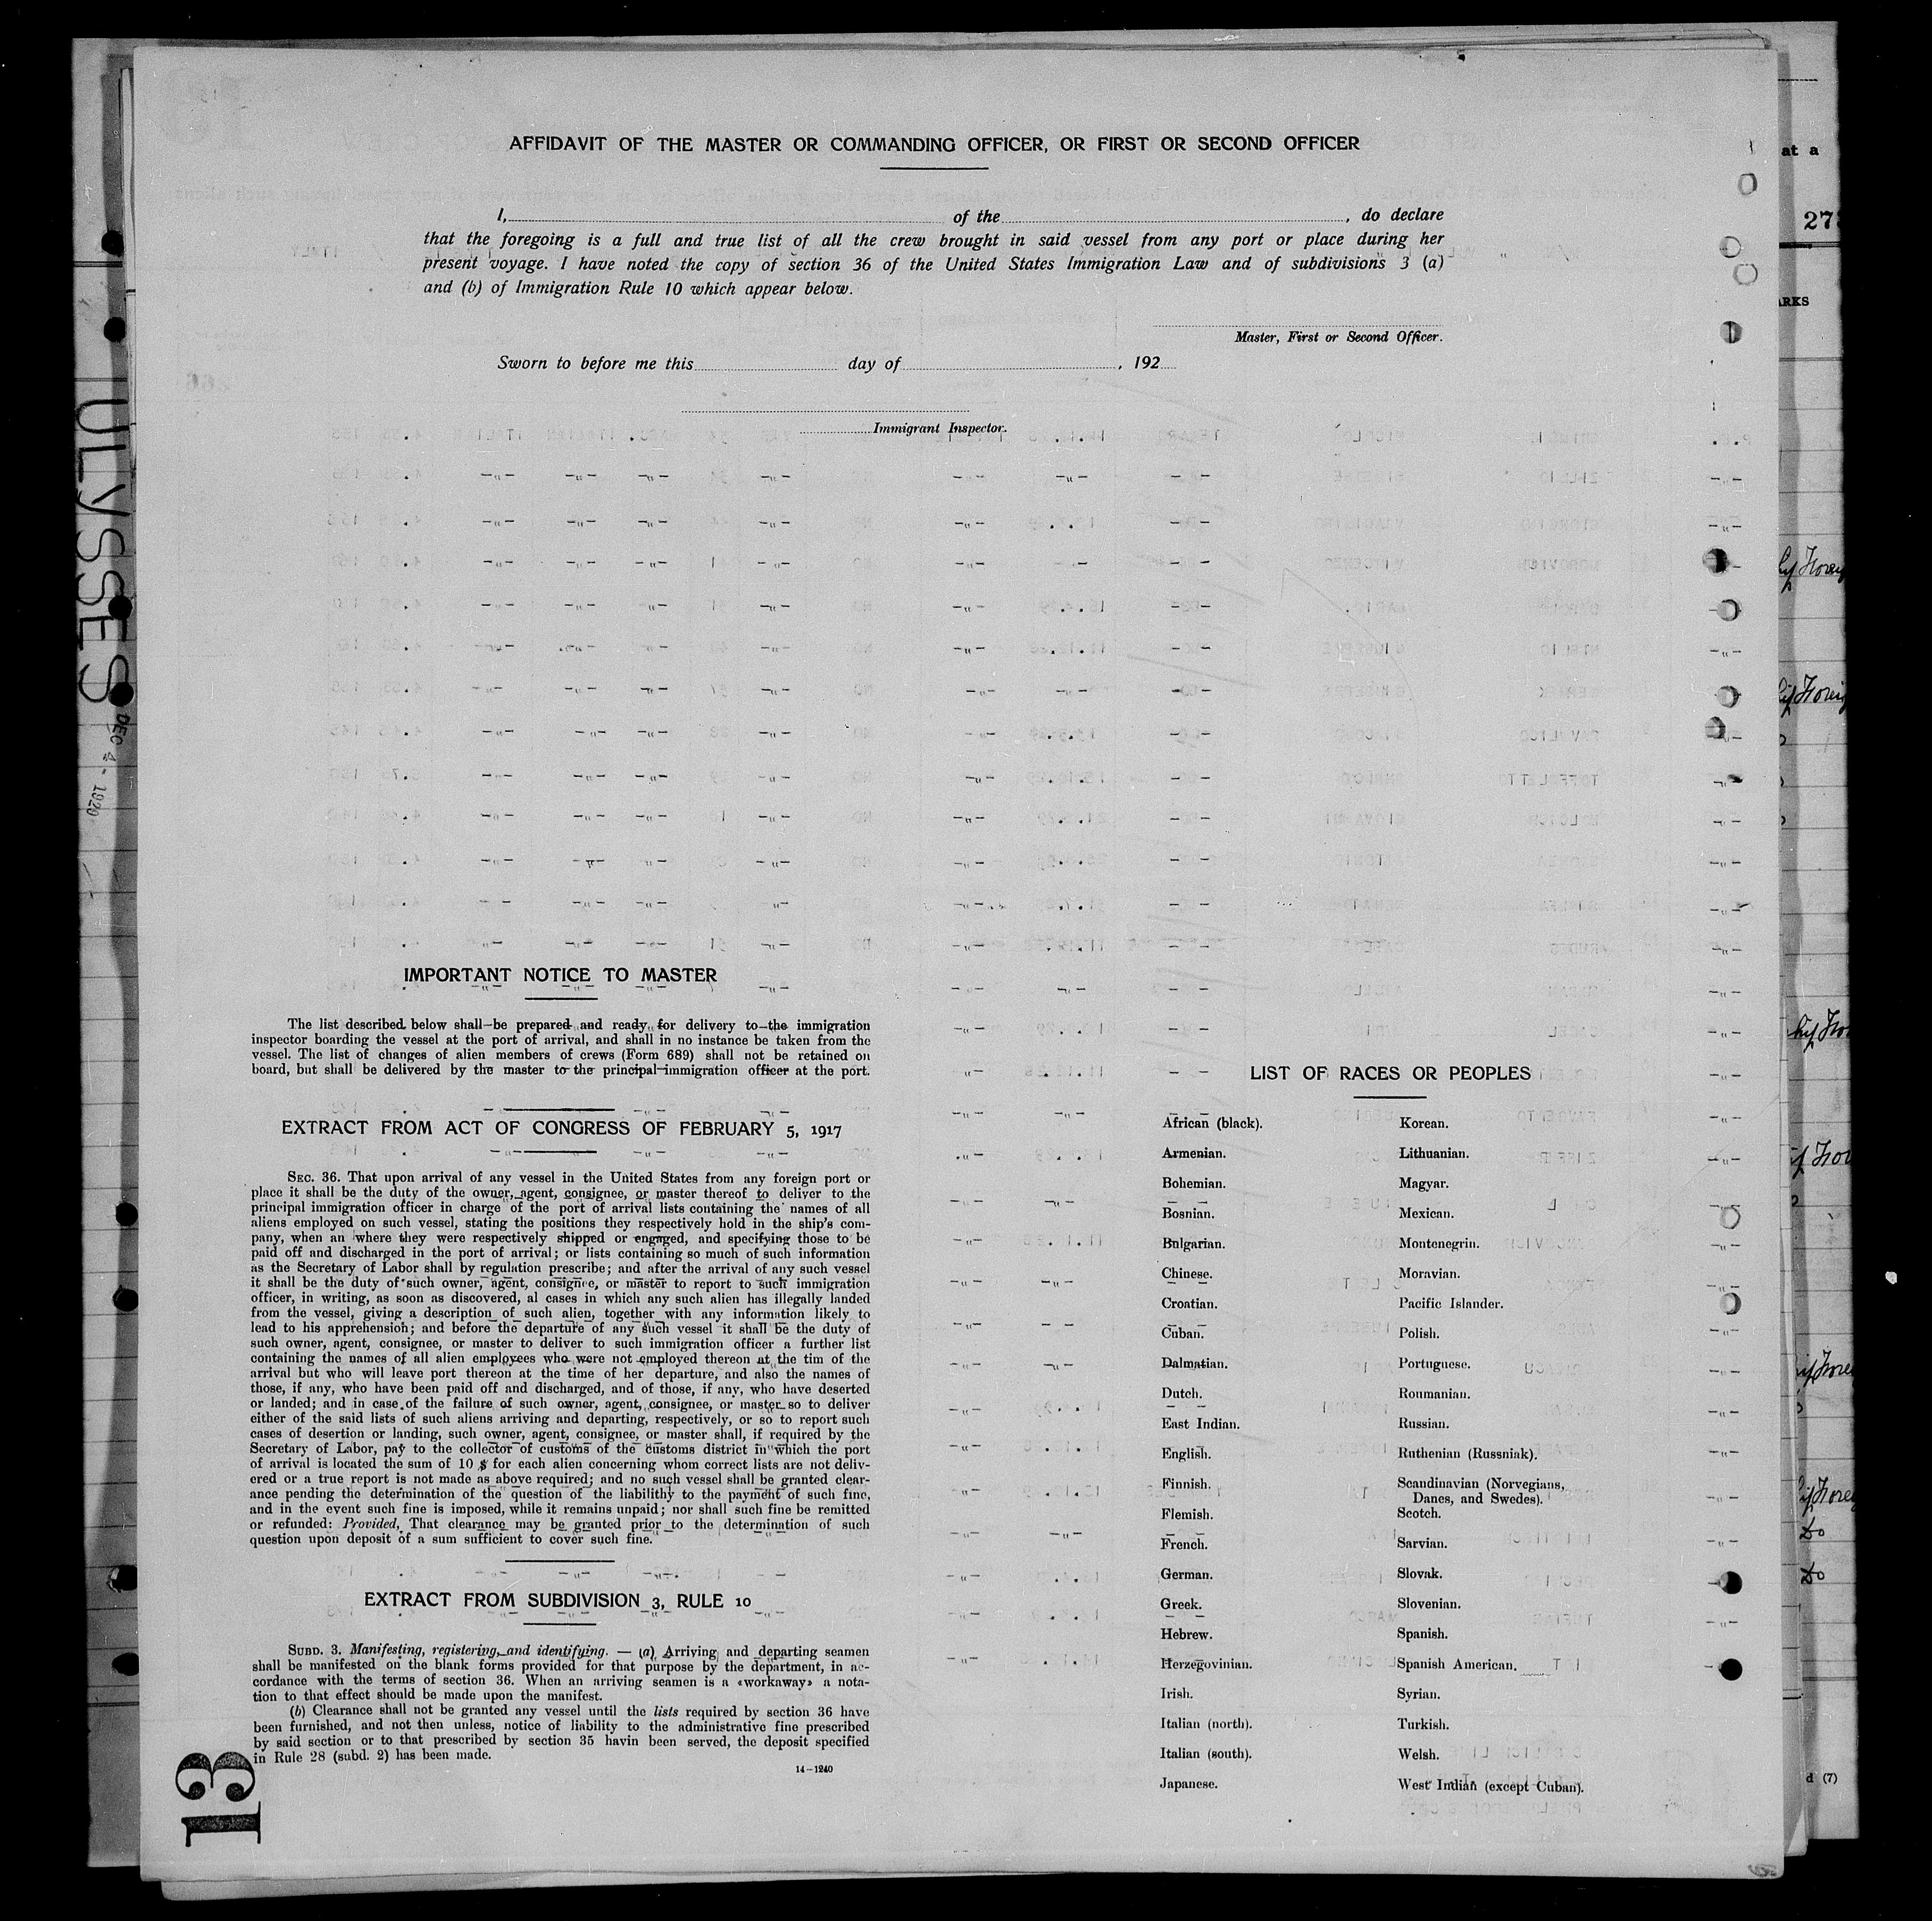 AFFIDAVIT OF THE MASTER OR COMMANDING OFFICER, OR FIRST OR SECOND OFFICER
I, of the , do declare
that the foregoing is a full and true list of all the crew brought in said vessel from any port or place during her
present voyage. I have noted the copy of section 36 of the United States Immigration Law and of subdivisions 3 (a)
and (b) of Immigration Rule 10 which appear below.
Master, First or Second Officer.
Sworn to before me this day of , 192
Immigrant Inspector.
IMPORTANT NOTICE TO MASTER
The list described below shall be prepared and ready for delivery to the immigration
inspector boarding the vessel at the port of arrival, and shall in no instance be taken from the
vessel. The list of changes of alien members of crews (Form 689) shall not be retained on
board, but shall be delivered by the master to the principal immigration officer at the port.
EXTRACT FROM ACT OF CONGRESS OF FEBRUARY 5, 1917
SEC. 36. That upon arrival of any vessel in the United States from any foreign port or
place it shall be the duty of the owner, agent, consignee, or master thereof to deliver to the
principal immigration officer in charge of the port of arrival lists containing the names of all
aliens employed on such vessel, stating the positions they respectively hold in the ship's com-
pany, when an where they were respectively shipped or engaged, and specifying those to be
paid off and discharged in the port of arrival; or lists containing so much of such information
as the Secretary of Labor shall by regulation prescribe; and after the arrival of any such vessel
it shall be the duty of such owner, agent, consignee, or master to report to such immigration
officer, in writing, as soon as discovered, al cases in which any such alien has illegally landed
from the vessel, giving a description of such alien, together with any information likely to
lead to his apprehension; and before the departure of any such vessel it shall be the duty of
such owner, agent, consignee, or master to deliver to such immigration officer a further list
containing the names of all alien employees who were not employed thereon at the tim of the
arrival but who will leave port thereon at the time of her departure, and also the names of
those, if any, who have been paid off and discharged, and of those, if any, who have deserted
or landed; and in case of the failure of such owner, agent, consignee, or master so to deliver
either of the said lists of such aliens arriving and departing, respectively, or so to report such
cases of desertion or landing, such owner, agent, consignee, or master shall, if required by the
Secretary of Labor, pay to the collector of customs of the customs district in which the port
of arrival is located the sum of 10 $ for each alien concerning whom correct lists are not deliv-
ered or a true report is not made as above required; and no such vessel shall be granted clear-
ance pending the determination of the question of the liabilithy to the payment of such fine,
and in the event such fine is imposed, while it remains unpaid; nor shall such fine be remitted
or refunded: Provided, That clearance may be granted prior to the determination of such
question upon deposit of a sum sufficient to cover such fine.
EXTRACT FROM SUBDIVISION 3, RULE 10
SUBD. 3. Manifesting, registering, and identifying. — (a) Arriving and departing seamen
shall be manifested on the blank forms provided for that purpose by the department, in ac-
cordance with the terms of section 36. When an arriving seamen is a «workaway» a nota-
tion to that effect should be made upon the manifest.
(b) Clearance shall not be granted any vessel until the lists required by section 36 have
been furnished, and not then unless, notice of liability to the administrative fine prescribed
by said section or to that prescribed by section 35 havin been served, the deposit specified
in Rule 28 (subd. 2) has been made.
14-1240
LIST OF RACES OR PEOPLES
African (black).
Armenian.
Bohemian.
Bosnian.
Bulgarian.
Chinese.
Croatian.
Cuban.
Dalmatian.
Dutch.
East Indian.
English.
Finnish.
Flemish.
French.
German.
Greek.
Hebrew.
Herzegovinian.
Irish.
Italian (north).
Italian (south).
Japanese.
Korean.
Lithuanian.
Magyar.
Mexican.
Montenegrin.
Moravian.
Pacific Islander.
Polish.
Portuguese.
Roumanian.
Russian.
Ruthenian (Russniak).
Scandinavian (Norvegians,
Danes, and Swedes).
Scotch.
Sarvian.
Slovak.
Slovenian.
Spanish.
Spanish American.
Syrian.
Turkish.
Welsh.
West Indian (except Cuban).
13
ULYSSES
DEC 4 - 1929
at a
27
ARKS
do
do
d (7)